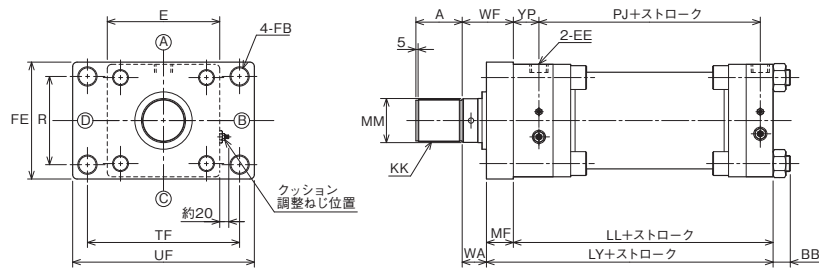 E
4-FB
A
B
C
D
FE
R
クッション
調整ねじ位置
約20
TF
UF
A
WF
YP
PJ+ストローク
5
2-EE
MM
KK
MF
LL+ストローク
WA
LY+ストローク
BB